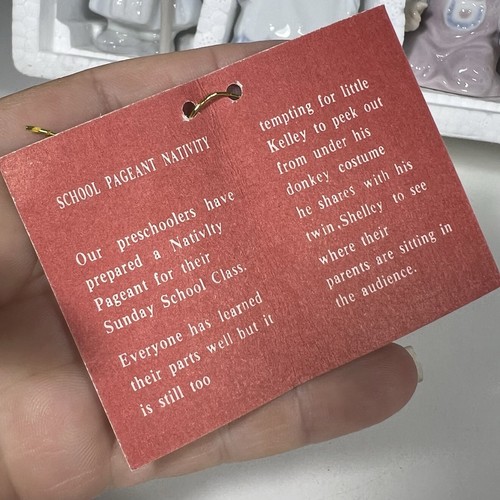 SCHOOL PAGEANT NATIVITY
Our preschoolers have
prepared a Nativlty
Pageant for their
Sunday School Class.
Everyone has learned
their parts well but it
is still too
tempting for little
Kelley to peek out
from under his
donkey costume
he shares with his
twin,Shelley to see
where their
parents are sitting in
the audience.